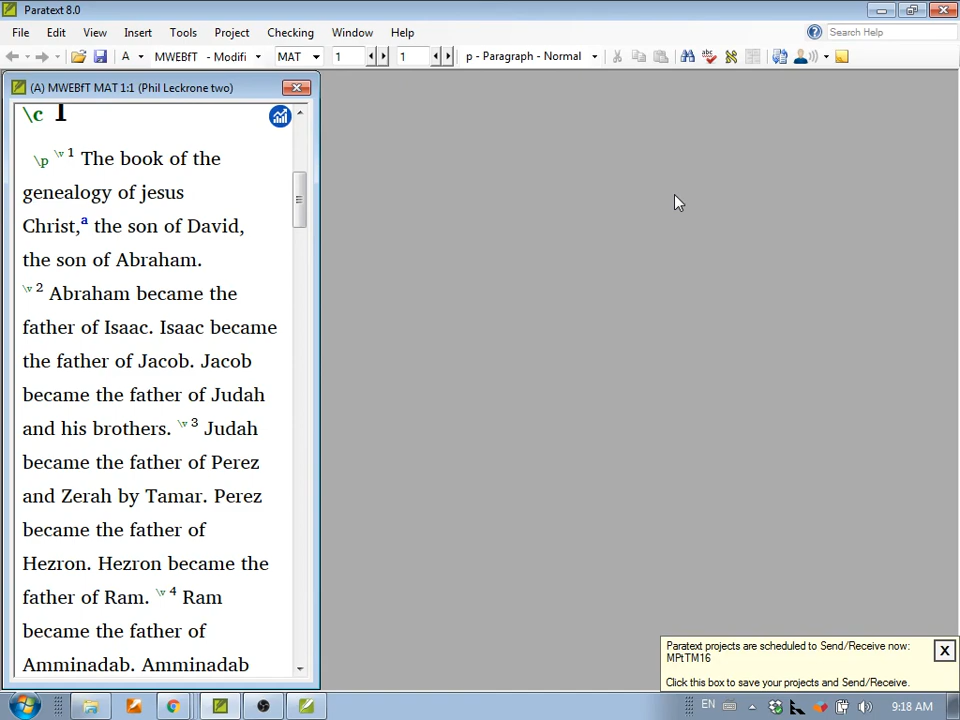 Paratext 8.0
File Edit View Insert Tools Project Checking Window Help
Search Help
A MWEBfT - Modifi MAT 1 1 p - Paragraph - Normal
(A) MWEBfT MAT 1:1 (Phil Leckrone two)
\c 1
\p \v 1 The book of the
genealogy of jesus
Christ,a the son of David,
the son of Abraham.
\v 2 Abraham became the
father of Isaac. Isaac became
the father of Jacob. Jacob
became the father of Judah
and his brothers. \v 3 Judah
became the father of Perez
and Zerah by Tamar. Perez
became the father of
Hezron. Hezron became the
father of Ram. \v 4 Ram
became the father of
Amminadab. Amminadab
Paratext projects are scheduled to Send/Receive now:
MPtTM16
X
Click this box to save your projects and Send/Receive.
EN 9:18 AM